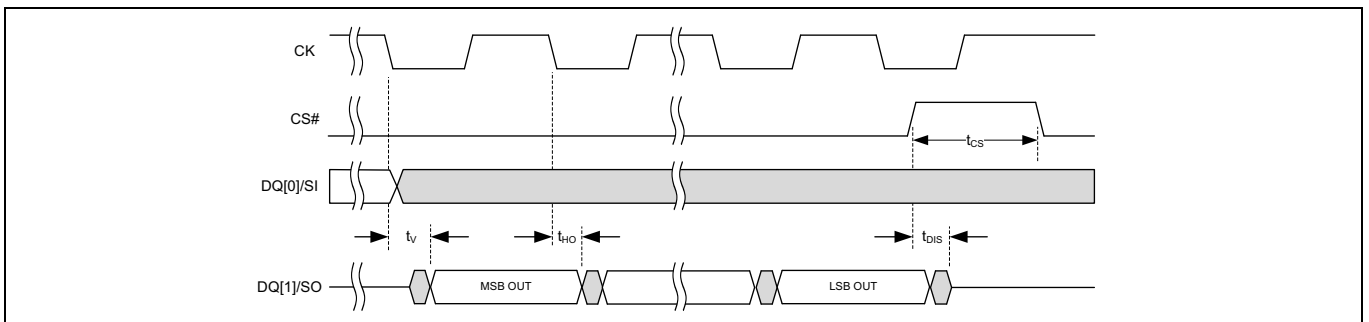 CK
CS#
tCS
DQ[0]/SI
tV
tHO
tDIS
DQ[1]/SO
MSB OUT
LSB OUT